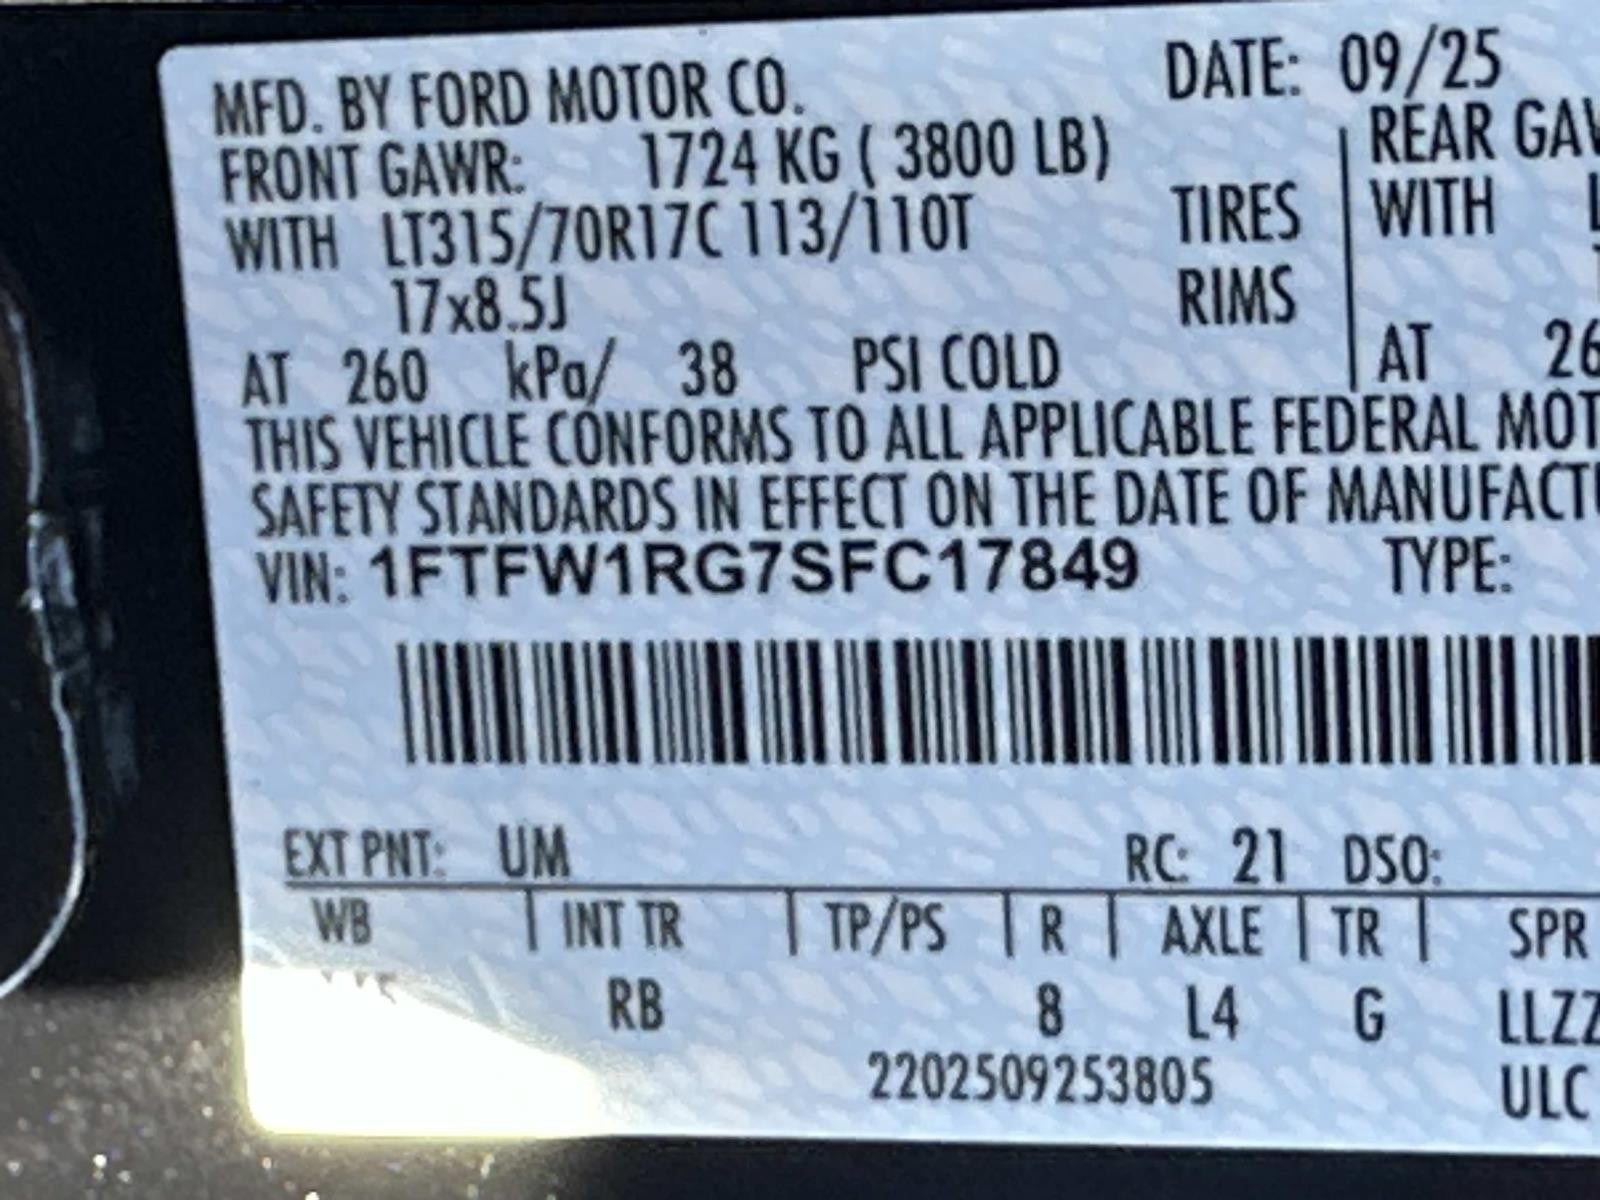 MFD. BY FORD MOTOR CO. DATE: 09/25
FRONT GAWR: 1724 KG ( 3800 LB) REAR GAW
WITH LT315/70R17C 113/110T TIRES WITH L
17x8.5J RIMS
AT 260 kPa/ 38 PSI COLD AT 26
THIS VEHICLE CONFORMS TO ALL APPLICABLE FEDERAL MOT
SAFETY STANDARDS IN EFFECT ON THE DATE OF MANUFACTU
VIN: 1FTFW1RG7SFC17849 TYPE:
EXT PNT: UM RC: 21 DSO:
WB INT TR TP/PS R AXLE TR SPR
RB 8 L4 G LLZZ
2202509253805 ULC